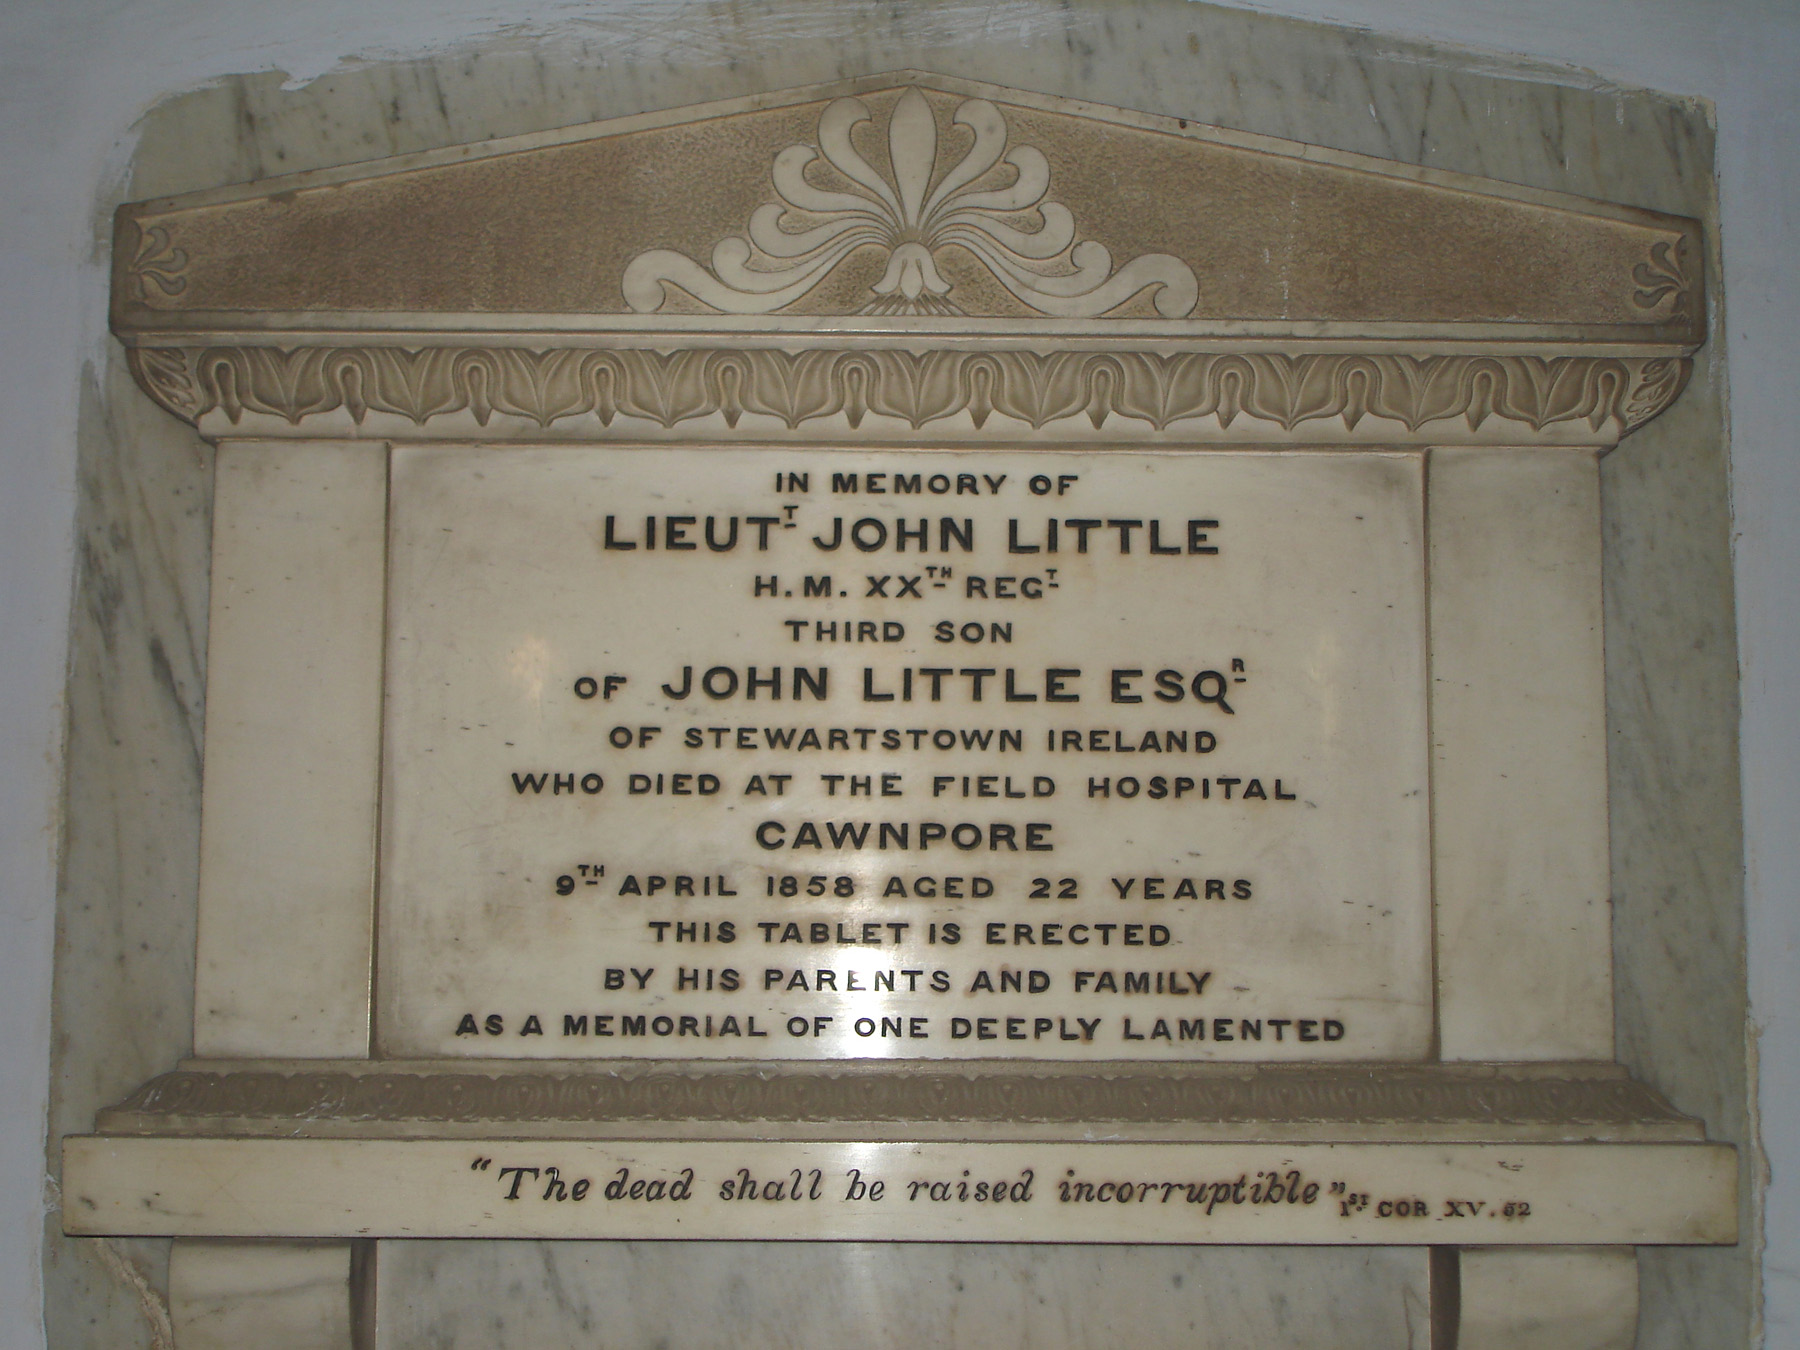 IN MEMORY OF
LIEUTT JOHN LITTLE
H.M. XXTH REGT
THIRD SON
OF JOHN LITTLE ESQR
OF STEWARTSTOWN IRELAND
WHO DIED AT THE FIELD HOSPITAL
CAWNPORE
9TH APRIL 1858 AGED 22 YEARS
THIS TABLET IS ERECTED
BY HIS PARENTS AND FAMILY
AS A MEMORIAL OF ONE DEEPLY LAMENTED
"The dead shall be raised incorruptible" 1ST COR XV.52